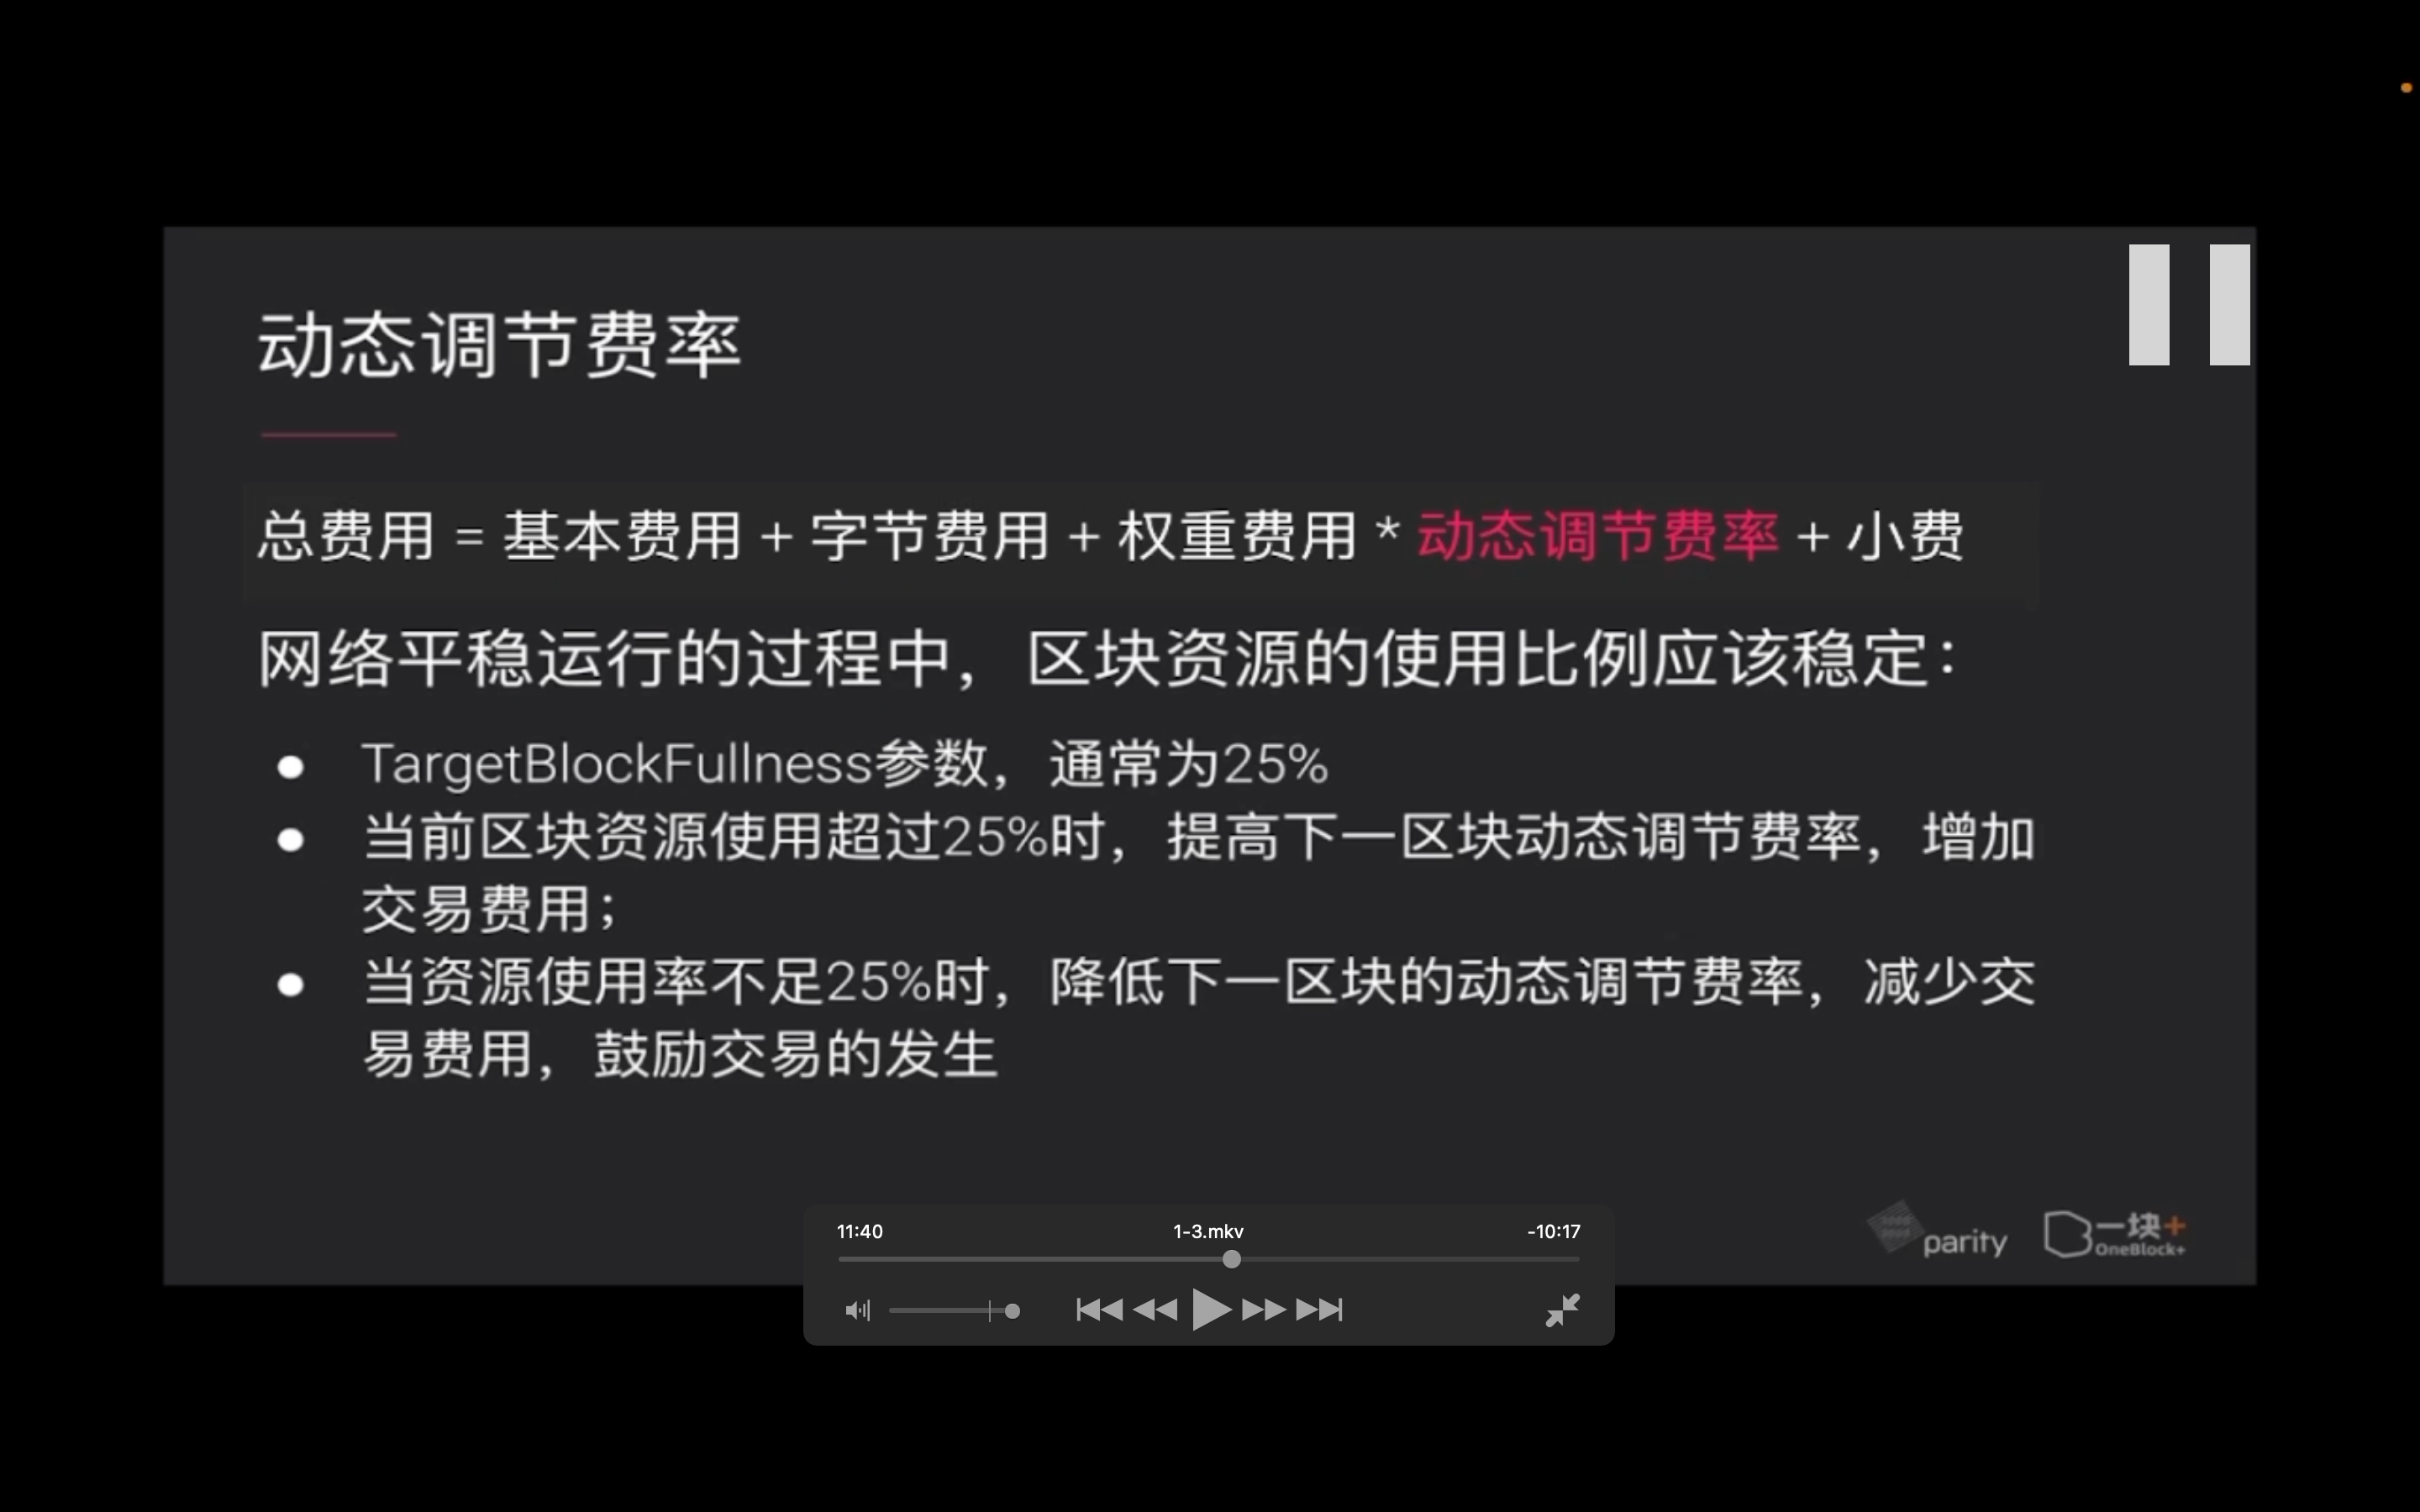 动态调节费率
总费用 = 基本费用 + 字节费用 + 权重费用 * 动态调节费率 + 小费
网络平稳运行的过程中，区块资源的使用比例应该稳定：
● TargetBlockFullness参数，通常为25%
● 当前区块资源使用超过25%时，提高下一区块动态调节费率，增加
交易费用；
● 当资源使用率不足25%时，降低下一区块的动态调节费率，减少交
易费用，鼓励交易的发生
parity
一块+
OneBlock+
11:40
1-3.mkv
-10:17